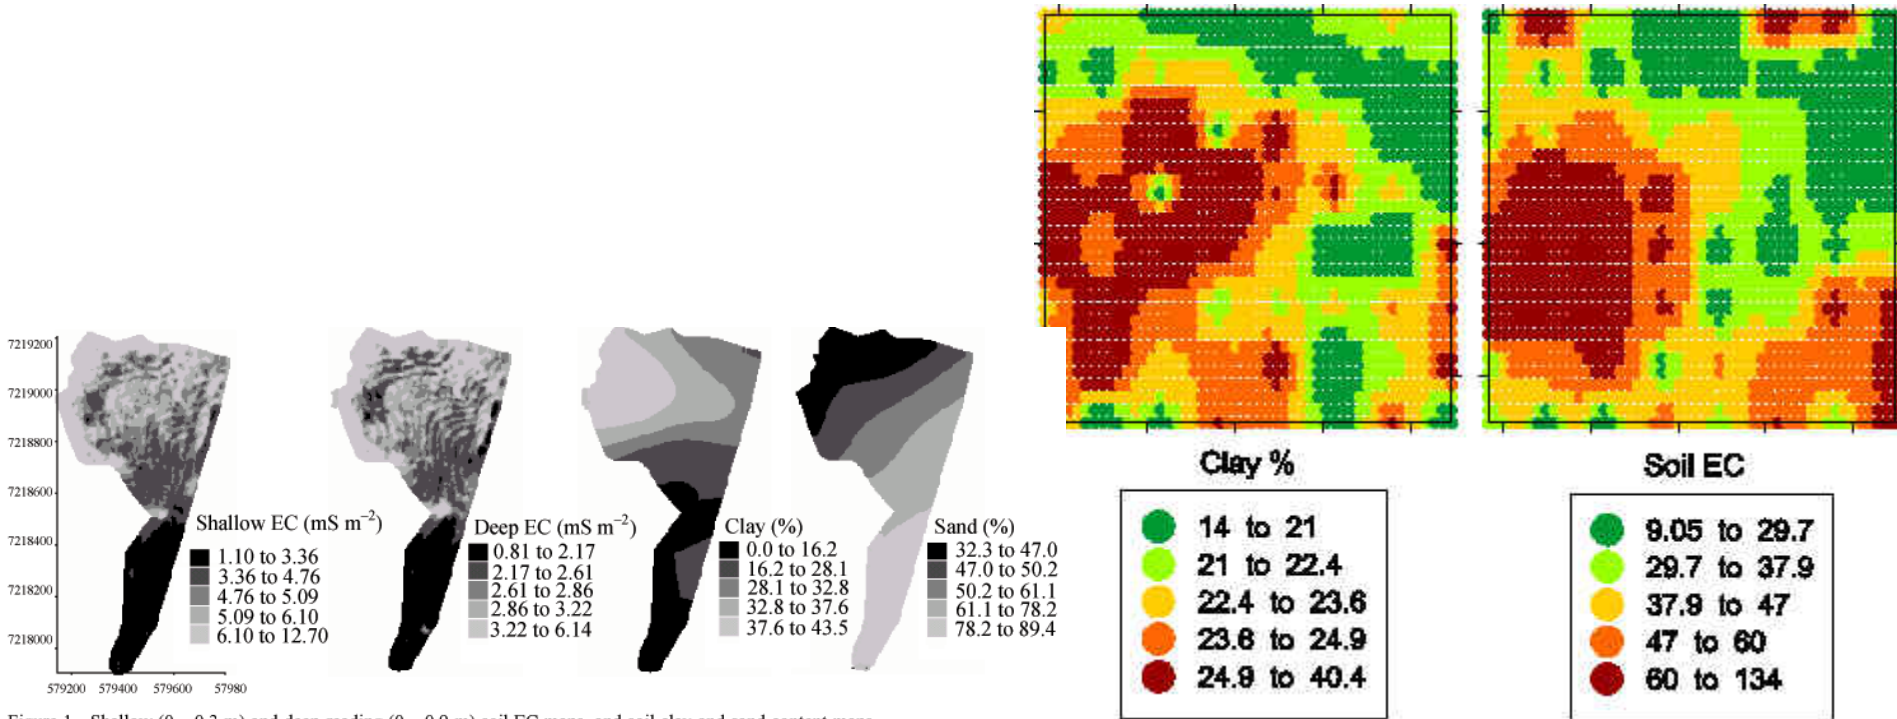 7219200
7219000
7218800
7218600
7218400
7218200
7218000
579200 579400 579600 57980
Shallow EC (mS m⁻²)
1.10 to 3.36
3.36 to 4.76
4.76 to 5.09
5.09 to 6.10
6.10 to 12.70
Deep EC (mS m⁻²)
0.81 to 2.17
2.17 to 2.61
2.61 to 2.86
2.86 to 3.22
3.22 to 6.14
Clay (%)
0.0 to 16.2
16.2 to 28.1
28.1 to 32.8
32.8 to 37.6
37.6 to 43.5
Sand (%)
32.3 to 47.0
47.0 to 50.2
50.2 to 61.1
61.1 to 78.2
78.2 to 89.4
Clay %
14 to 21
21 to 22.4
22.4 to 23.6
23.6 to 24.9
24.9 to 40.4
Soil EC
9.05 to 29.7
29.7 to 37.9
37.9 to 47
47 to 60
60 to 134